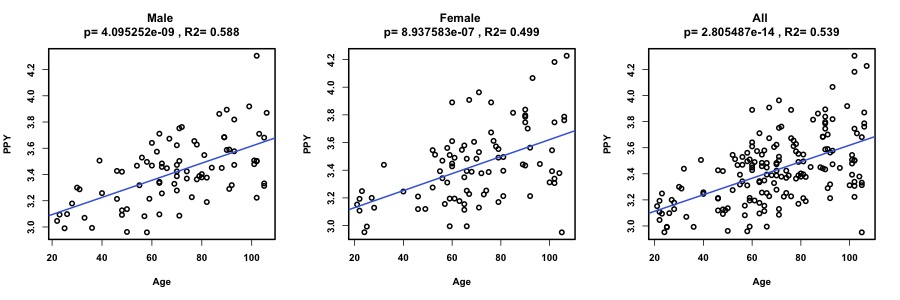 Male
p= 4.095252e-09 , R2= 0.588
PPY
4.2
4.0
3.8
3.6
3.4
3.2
3.0
20 40 60 80 100
Age
Female
p= 8.937583e-07 , R2= 0.499
PPY
4.2
4.0
3.8
3.6
3.4
3.2
3.0
20 40 60 80 100
Age
All
p= 2.805487e-14 , R2= 0.539
PPY
4.2
4.0
3.8
3.6
3.4
3.2
3.0
20 40 60 80 100
Age